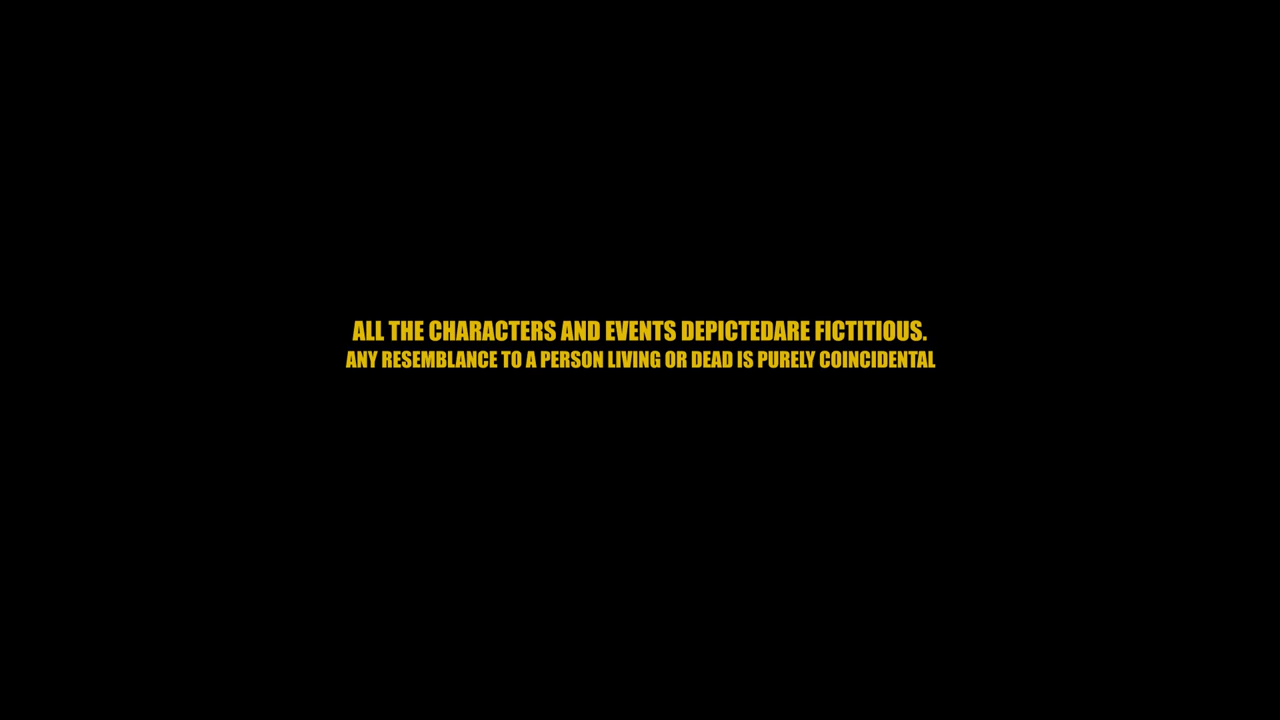 ALL THE CHARACTERS AND EVENTS DEPICTEDARE FICTITIOUS.
ANY RESEMBLANCE TO A PERSON LIVING OR DEAD IS PURELY COINCIDENTAL